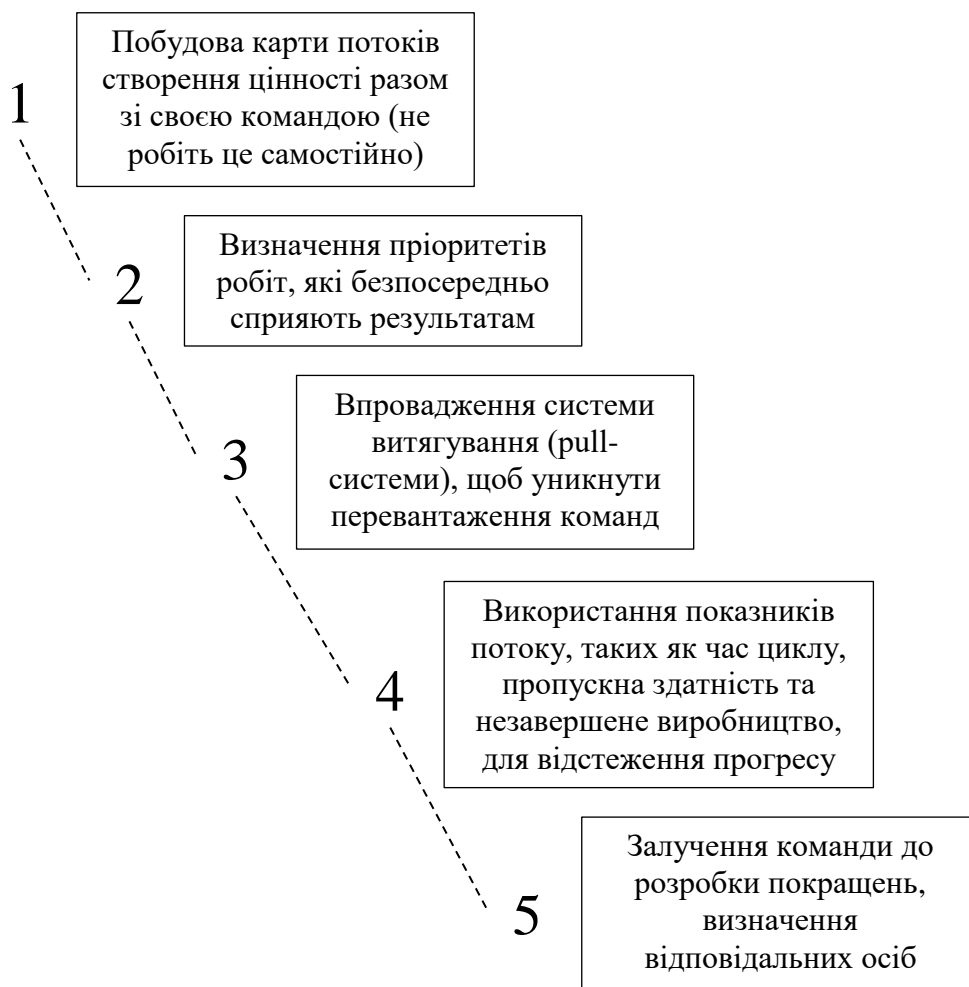 1
Побудова карти потоків
створення цінності разом
зі своєю командою (не
робіть це самостійно)
2
Визначення пріоритетів
робіт, які безпосередньо
сприяють результатам
3
Впровадження системи
витягування (pull-
системи), щоб уникнути
перевантаження команд
4
Використання показників
потоку, таких як час циклу,
пропускна здатність та
незавершене виробництво,
для відстеження прогресу
5
Залучення команди до
розробки покращень,
визначення
відповідальних осіб